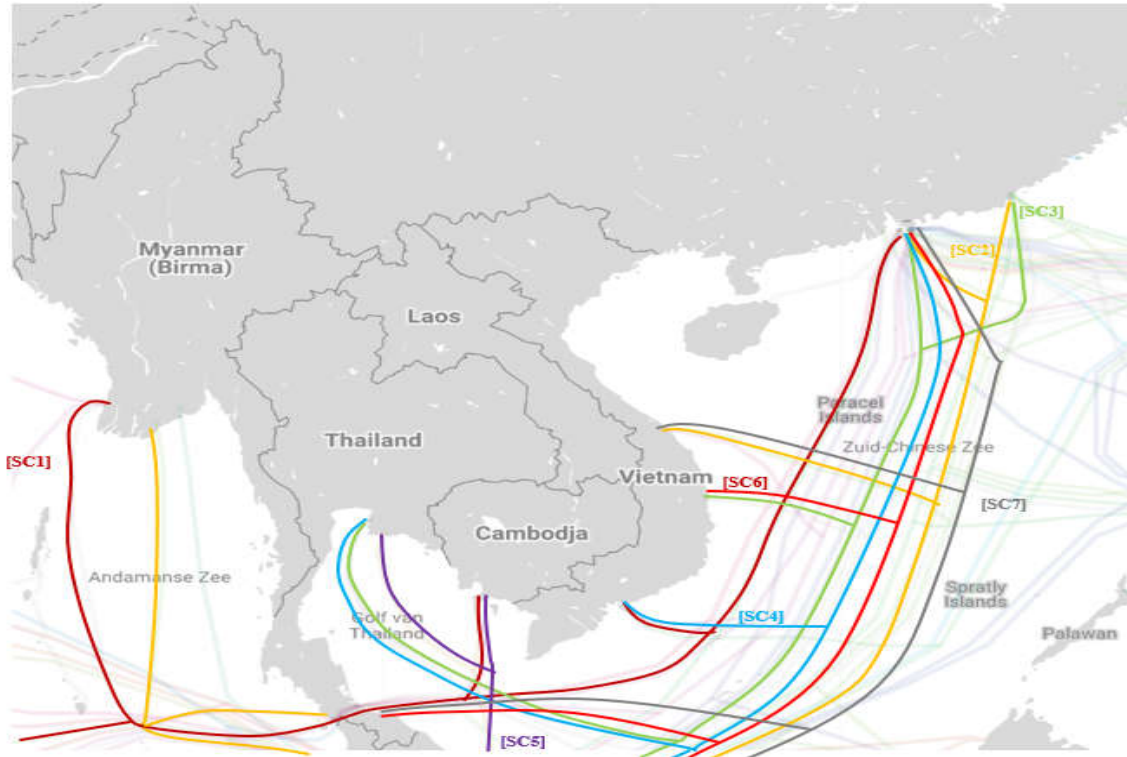 Myanmar
(Birma)
Laos
Thailand
Vietnam
Cambodja
Andamanse Zee
Golf van
Thailand
Paracel
Islands
Zuid-Chinese Zee
Spratly
Islands
Palawan
[SC1]
[SC2]
[SC3]
[SC4]
[SC5]
[SC6]
[SC7]